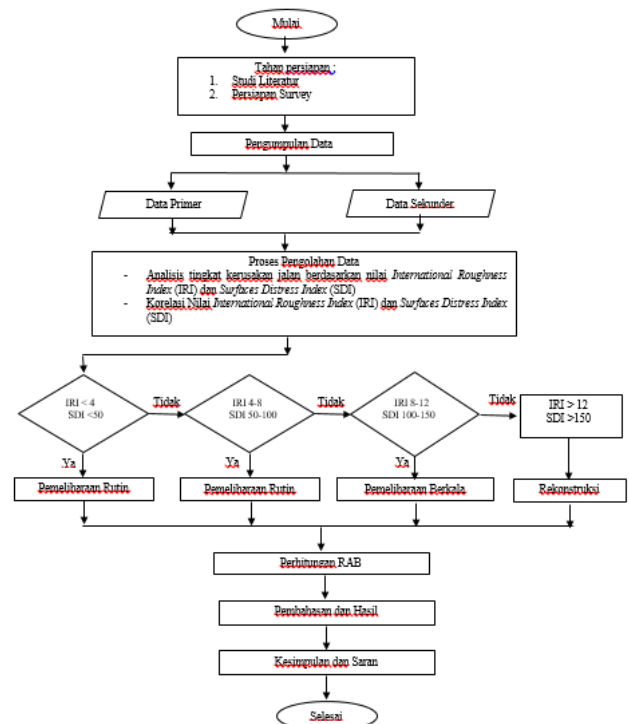 Mulai
Tahap persiapan :
1. Studi Literatur
2. Persiapan Survey
Pengumpulan Data
Data Primer
Data Sekunder
Proses Pengolahan Data
- Analisis tingkat kerusakan jalan berdasarkan nilai International Roughness
Index (IRI) dan Surfaces Distress Index (SDI)
- Korelasi Nilai International Roughness Index (IRI) dan Surfaces Distress Index
(SDI)
IRI < 4
SDI <50
Tidak
IRI 4-8
SDI 50-100
Tidak
IRI 8-12
SDI 100-150
Tidak
IRI > 12
SDI >150
Ya
Ya
Ya
Pemeliharaan Rutin
Pemeliharaan Rutin
Pemeliharaan Berkala
Rekonstruksi
Perhitungan RAB
Pembahasan dan Hasil
Kesimpulan dan Saran
Selesai